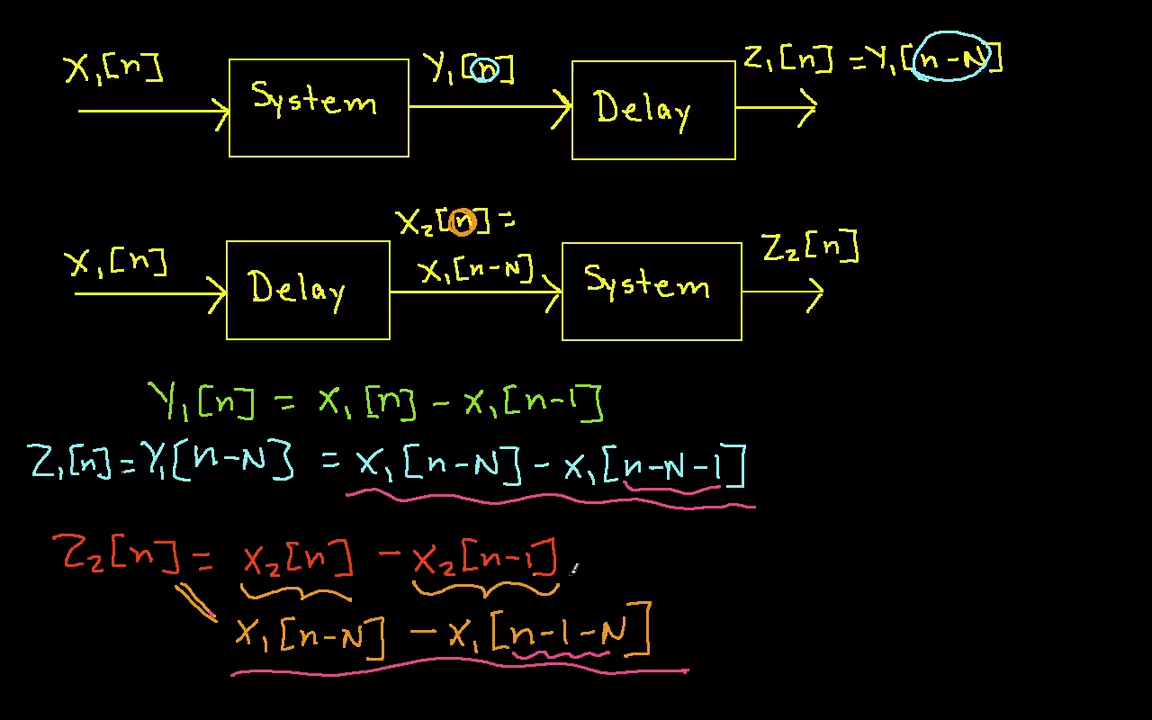 X₁[n] System Y₁[n] Delay Z₁[n] = Y₁[n-N]
X₂[n] =
X₁[n] Delay X₁[n-N] System Z₂[n]
Y₁[n] = X₁[n] - X₁[n-1]
Z₁[n] = Y₁[n-N] = X₁[n-N] - X₁[n-N-1]
Z₂[n] = X₂[n] - X₂[n-1]
= X₁[n-N] - X₁[n-1-N]